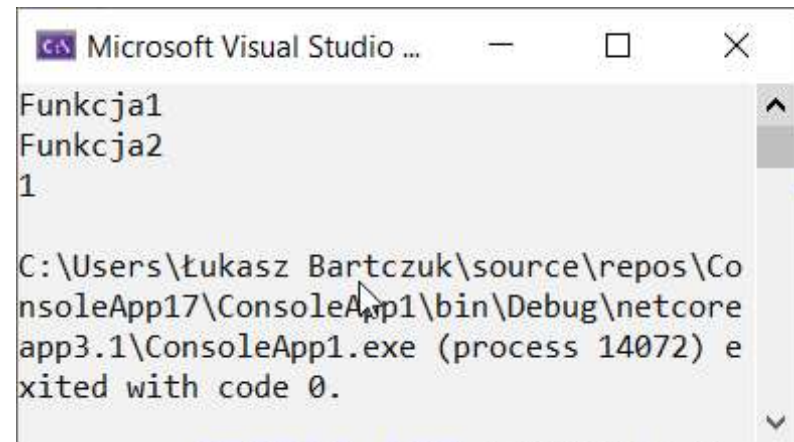 Microsoft Visual Studio ...
Funkcja1
Funkcja2
1
C:\Users\Łukasz Bartczuk\source\repos\Co
nsoleApp17\ConsoleApp1\bin\Debug\netcore
app3.1\ConsoleApp1.exe (process 14072) e
xited with code 0.